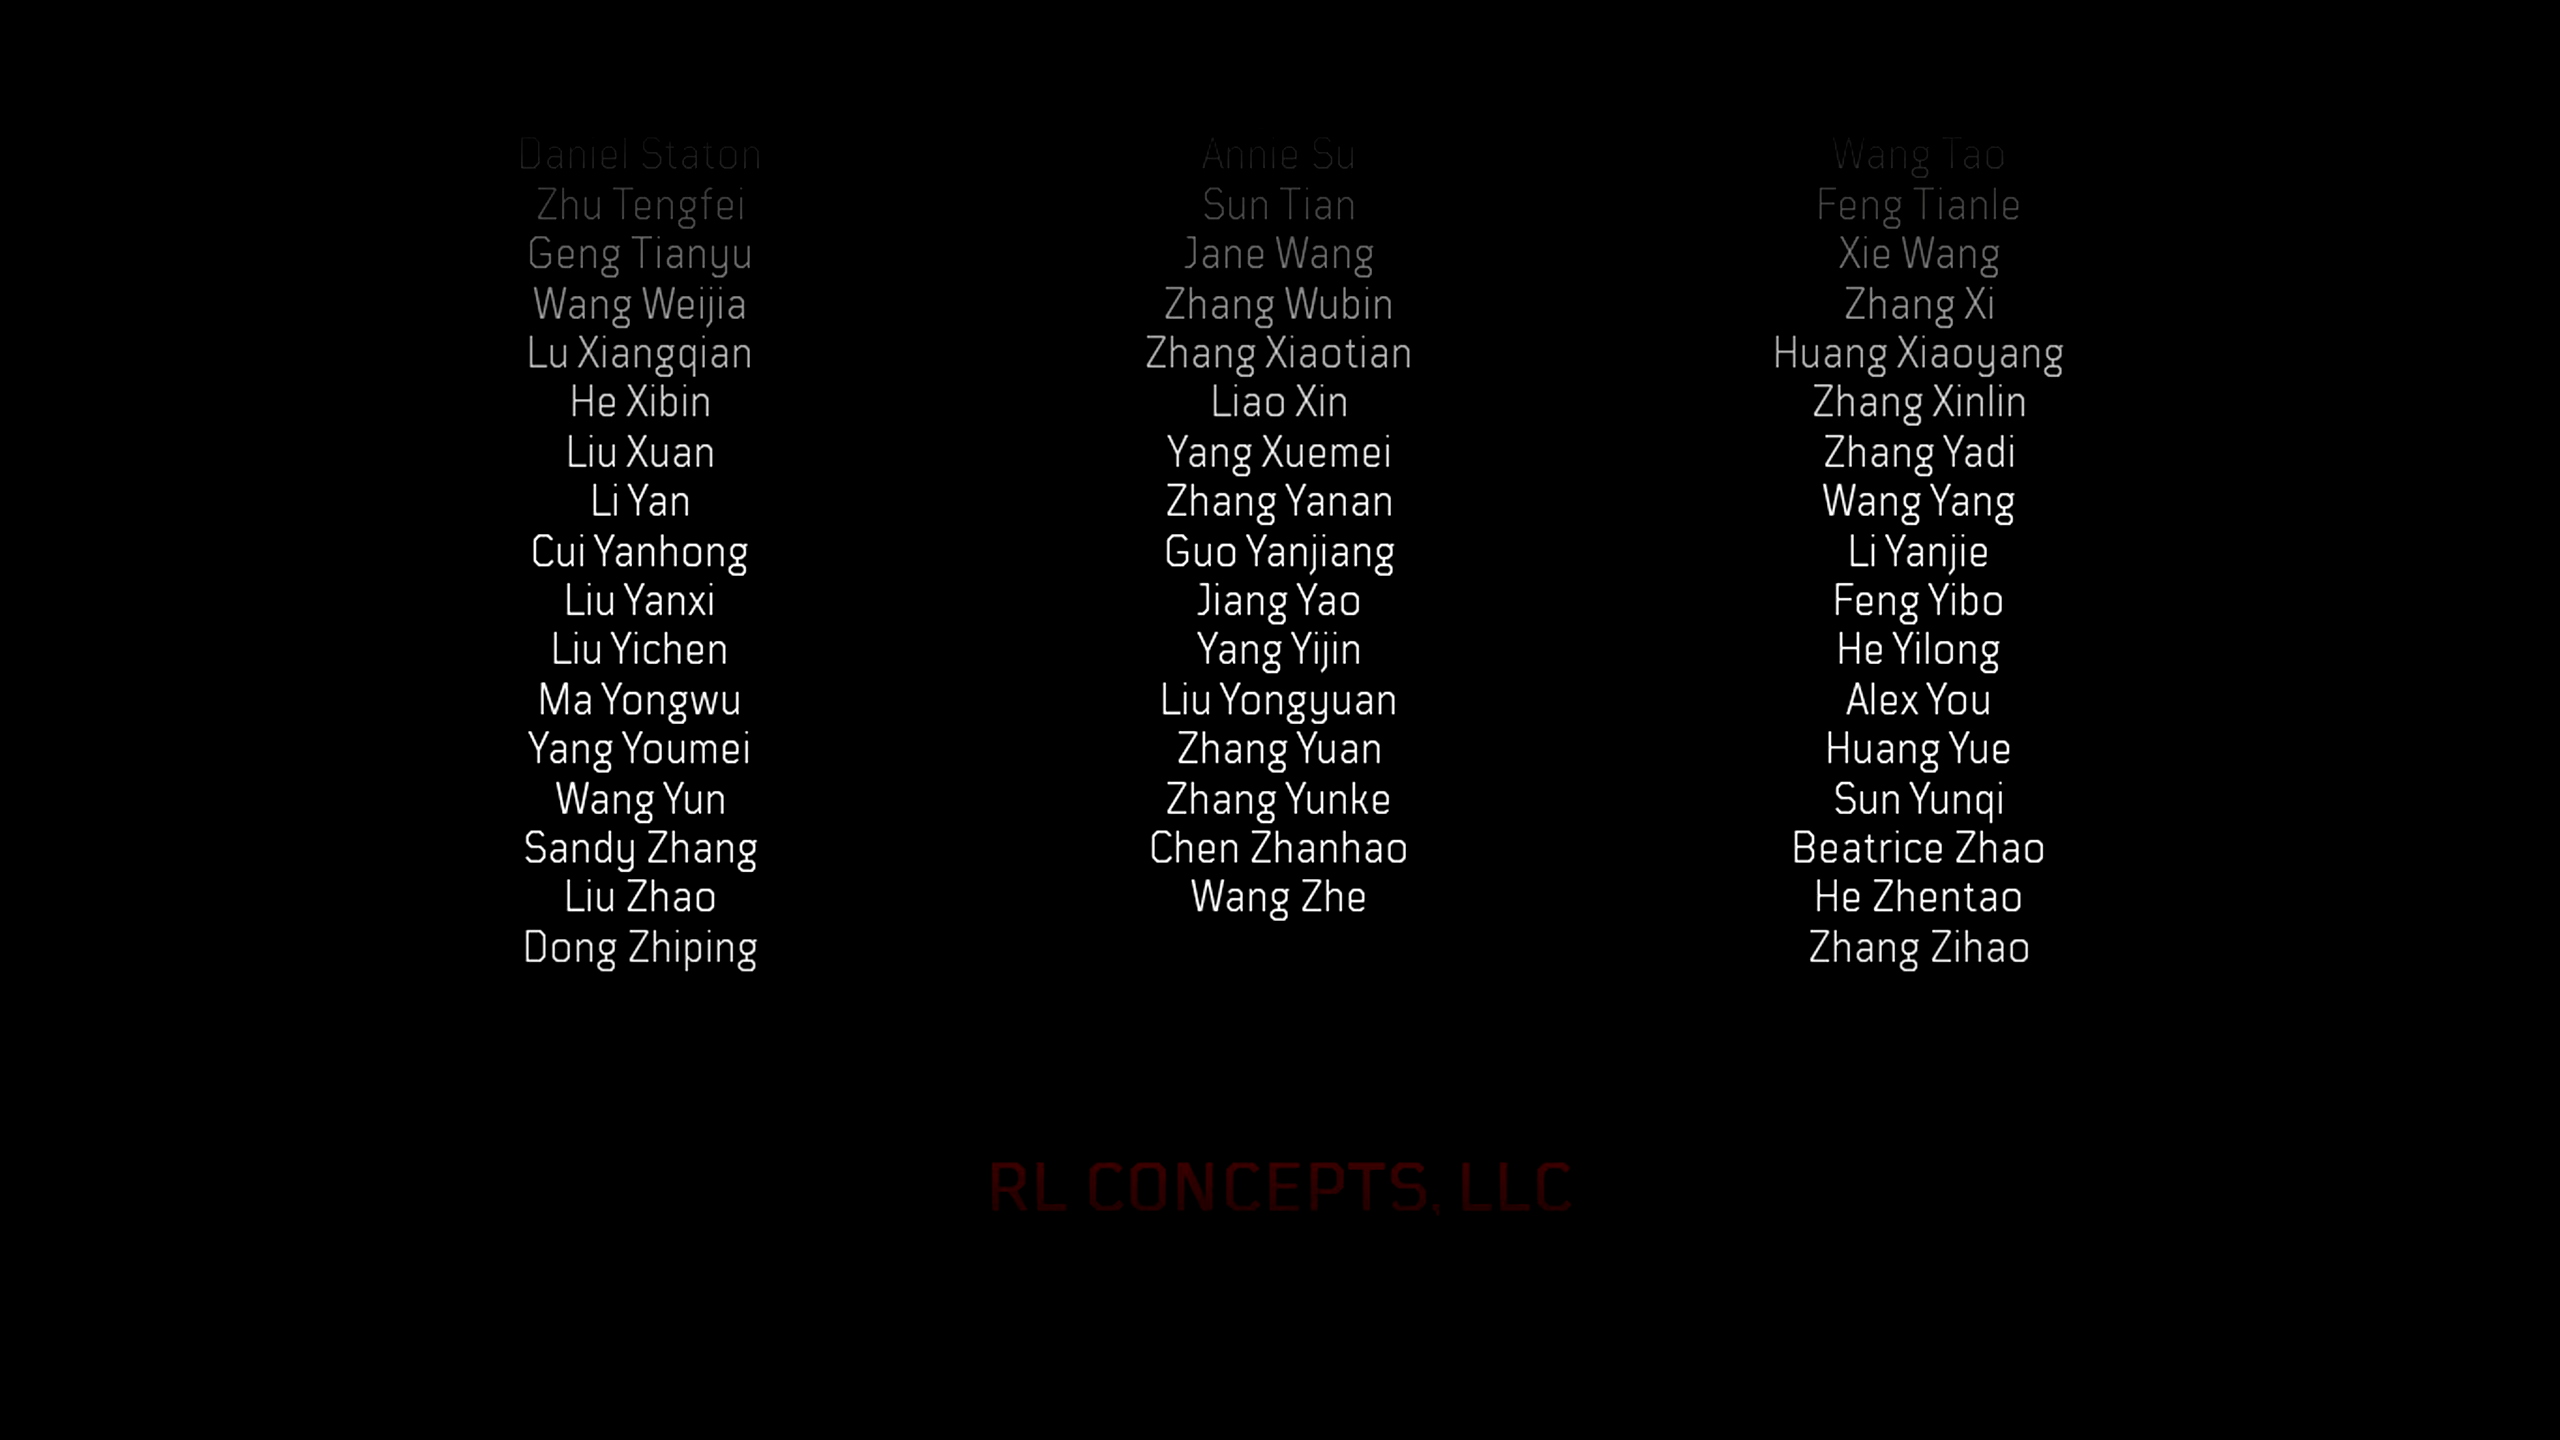 Daniel Staton Annie Su Wang Tao
Zhu Tengfei Sun Tian Feng Tianle
Geng Tianyu Jane Wang Xie Wang
Wang Weijia Zhang Wubin Zhang Xi
Lu Xiangqian Zhang Xiaotian Huang Xiaoyang
He Xibin Liao Xin Zhang Xinlin
Liu Xuan Yang Xuemei Zhang Yadi
Li Yan Zhang Yanan Wang Yang
Cui Yanhong Guo Yanjiang Li Yanjie
Liu Yanxi Jiang Yao Feng Yibo
Liu Yichen Yang Yijin He Yilong
Ma Yongwu Liu Yongyuan Alex You
Yang Youmei Zhang Yuan Huang Yue
Wang Yun Zhang Yunke Sun Yunqi
Sandy Zhang Chen Zhanhao Beatrice Zhao
Liu Zhao Wang Zhe He Zhentao
Dong Zhiping Zhang Zihao
RL CONCEPTS, LLC